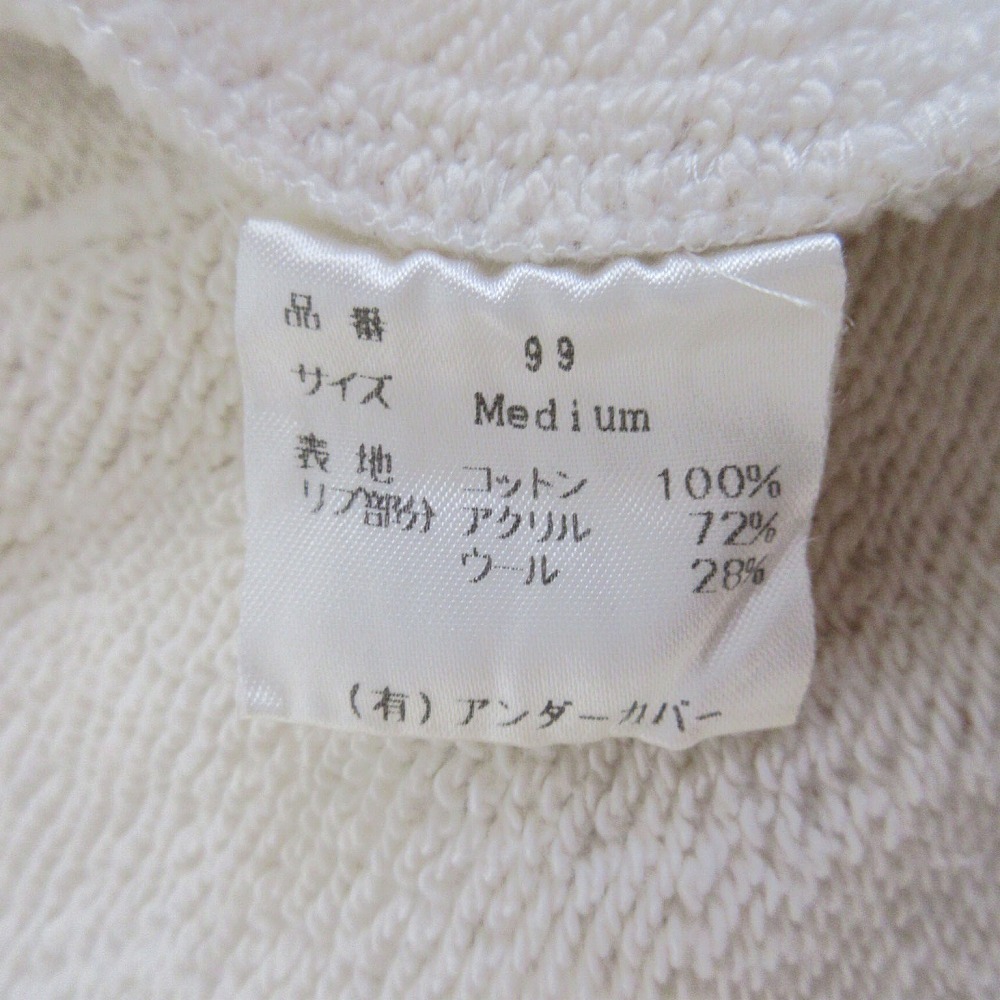 品番 99
サイズ Medium
表地 コットン 100%
リブ部分 アクリル 72%
ウール 28%
(有)アンダーカバー